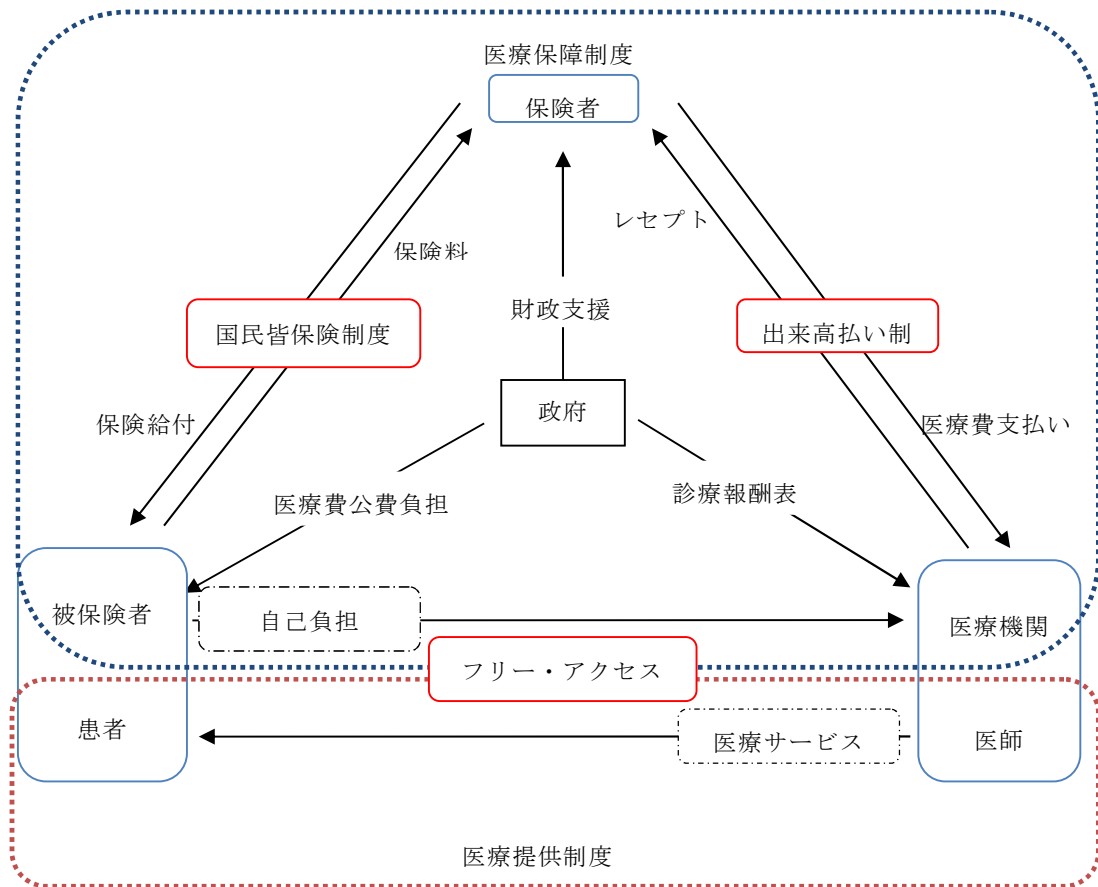 医療保障制度
保険者
レセプト
保険料
財政支援
国民皆保険制度
出来高払い制
政府
保険給付
医療費支払い
医療費公費負担
診療報酬表
被保険者
自己負担
医療機関
フリー・アクセス
患者
医療サービス
医師
医療提供制度